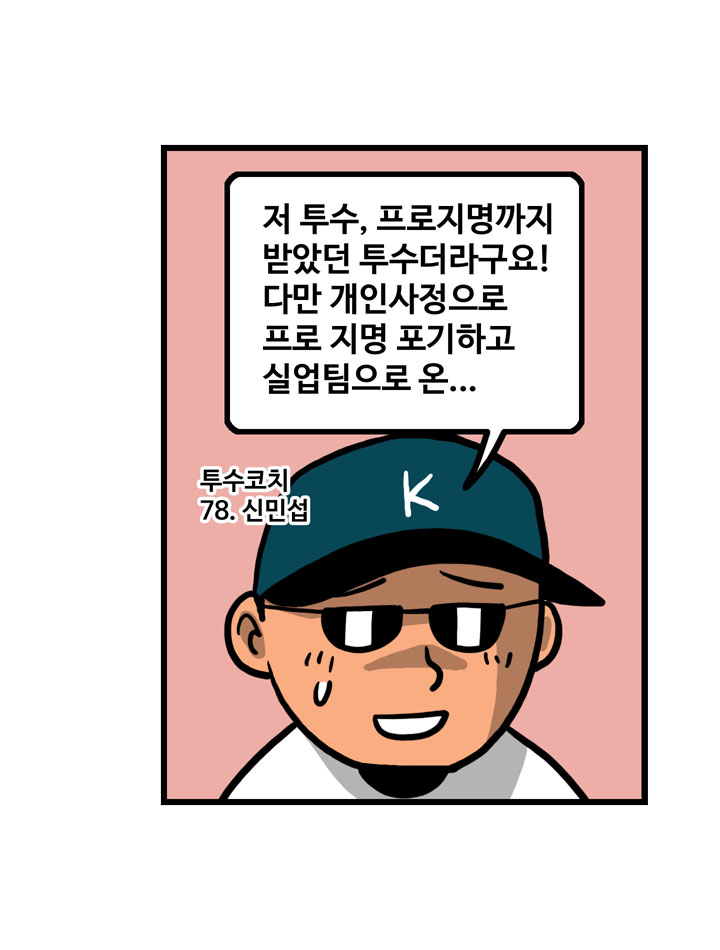 저 투수, 프로지명까지
받았던 투수더라구요!
다만 개인사정으로
프로 지명 포기하고
실업팀으로 온...
투수코치
78. 신민섭
K